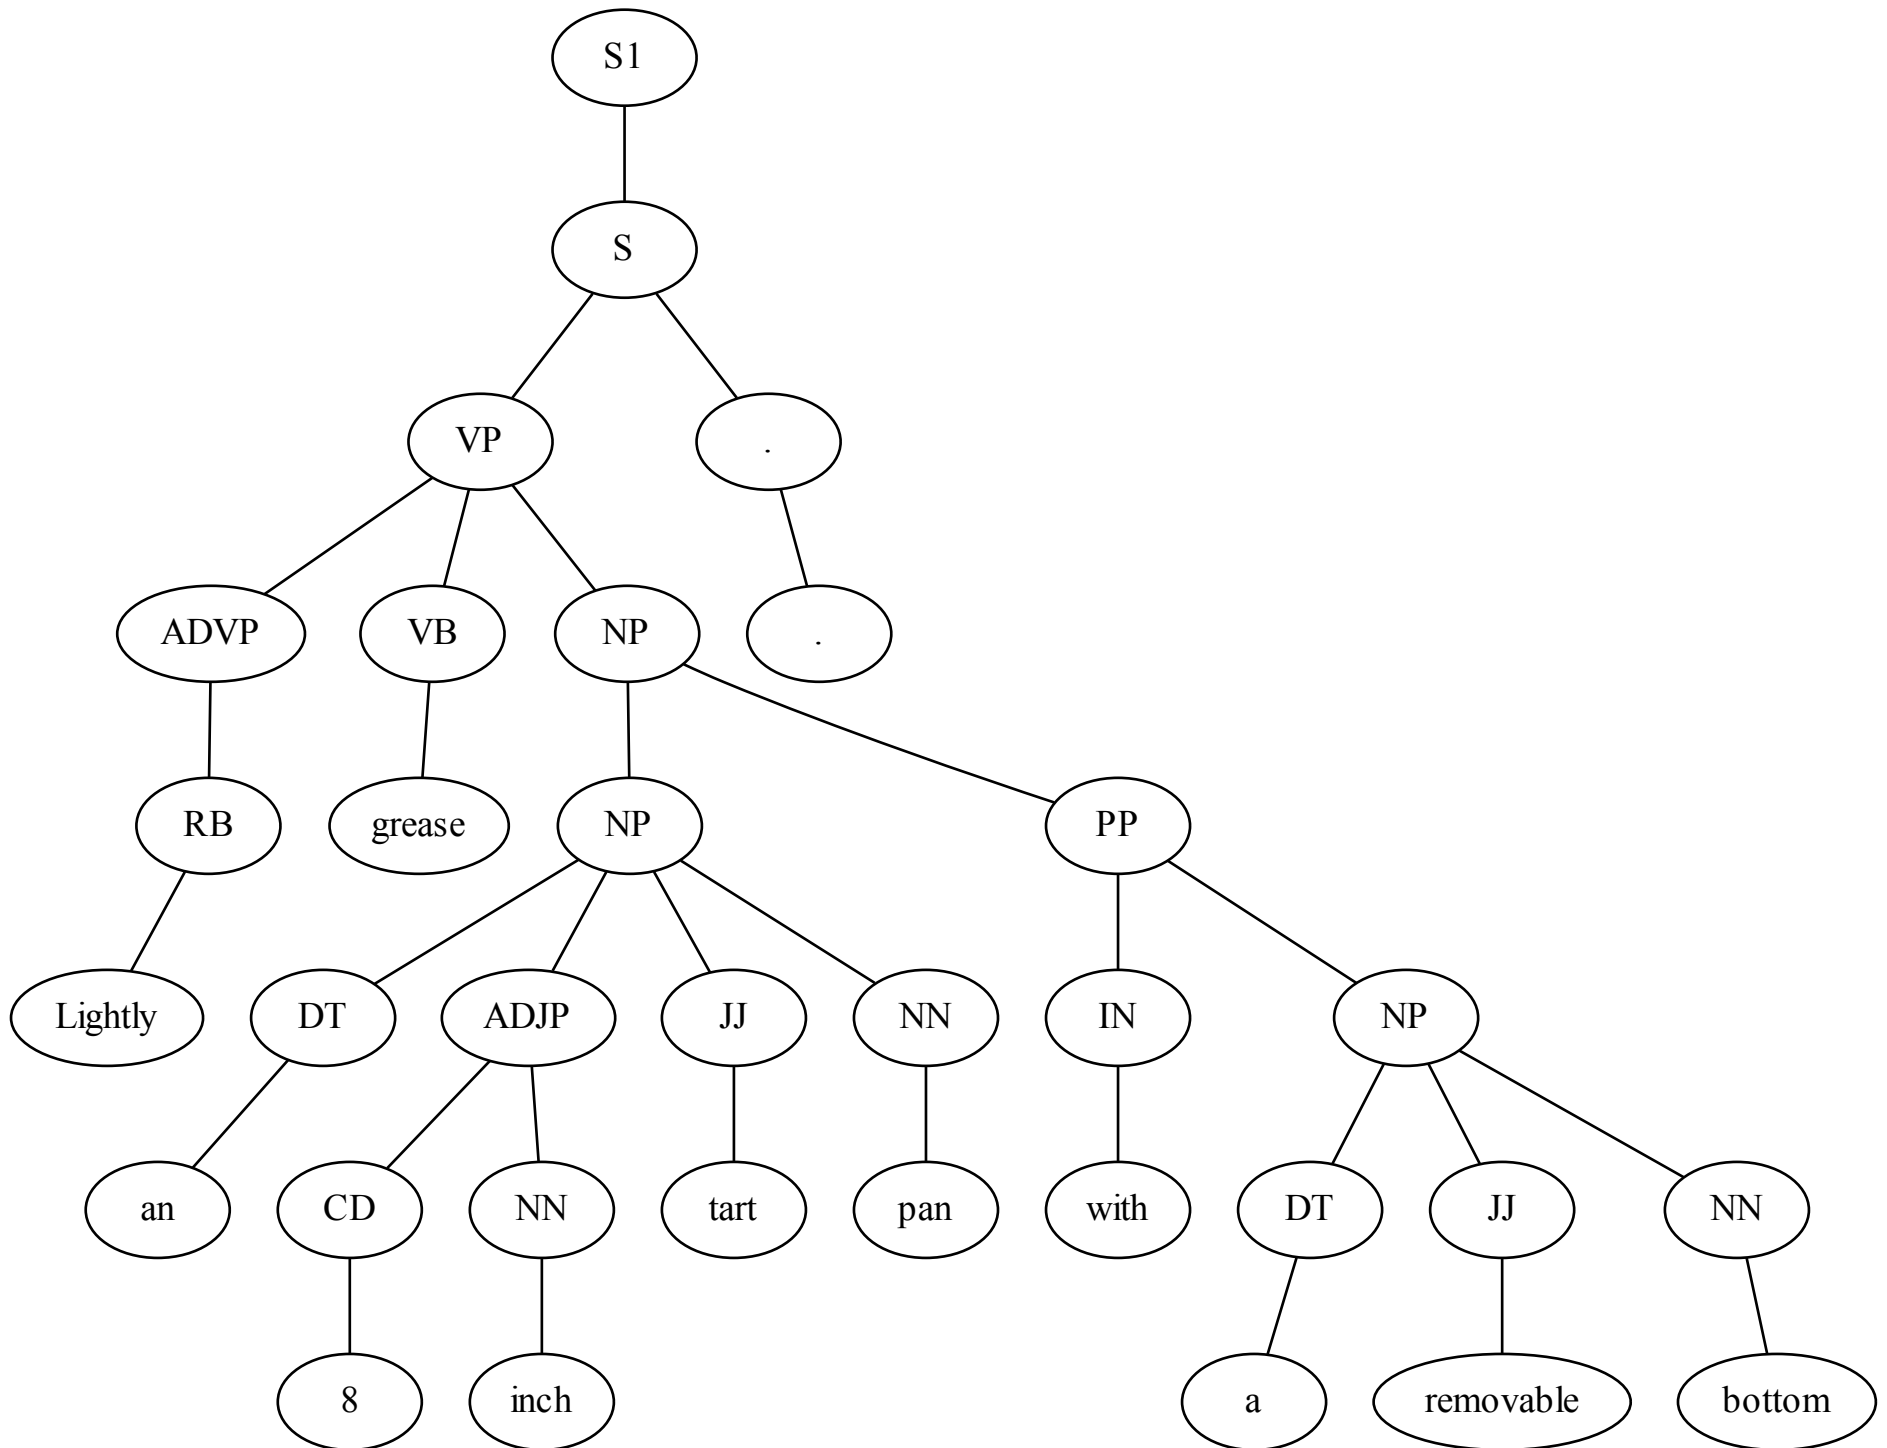 S1
S
VP .
ADVP VB NP .
RB grease NP PP
Lightly DT ADJP JJ NN IN NP
an CD NN tart pan with DT JJ NN
8 inch a removable bottom